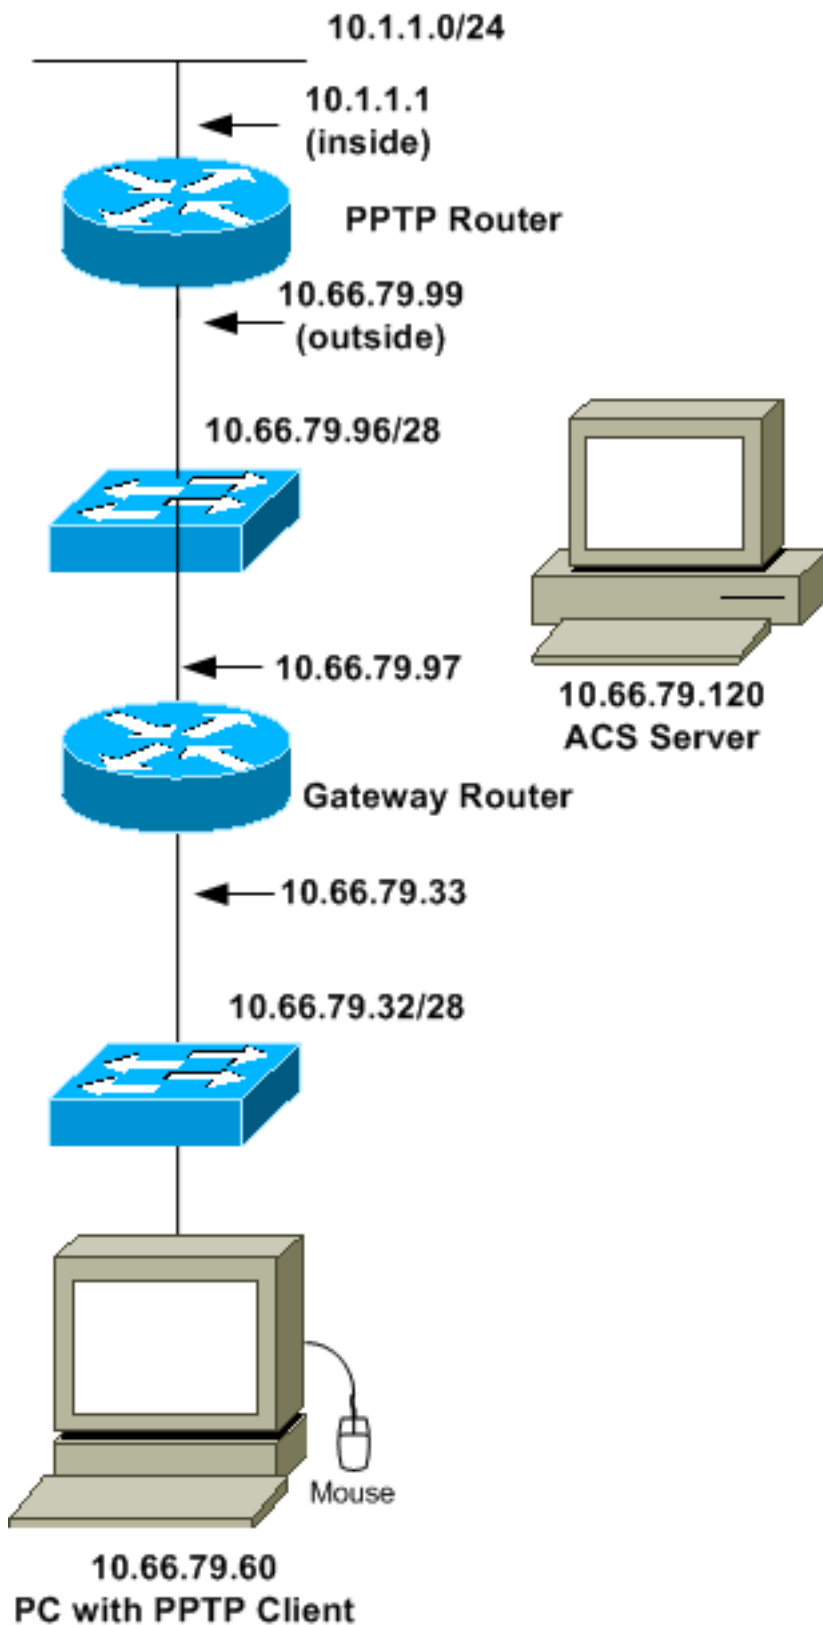 10.1.1.0/24
10.1.1.1
(inside)
PPTP Router
10.66.79.99
(outside)
10.66.79.96/28
10.66.79.97
10.66.79.120
ACS Server
Gateway Router
10.66.79.33
10.66.79.32/28
Mouse
10.66.79.60
PC with PPTP Client